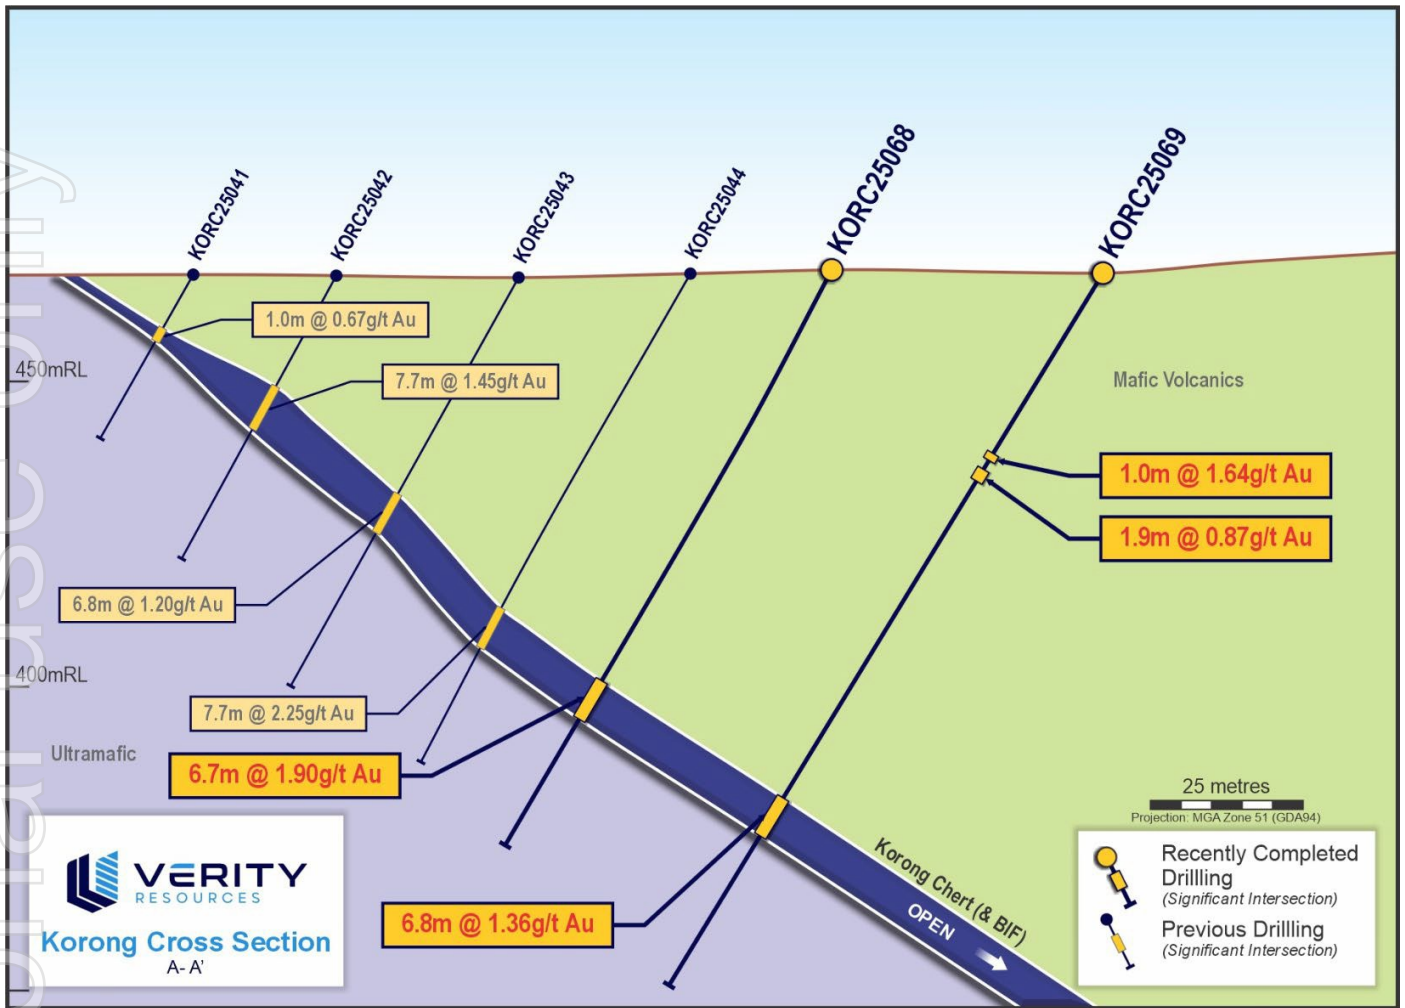 KORC25041
KORC25042
KORC25043
KORC25044
KORC25068
KORC25069
1.0m @ 0.67g/t Au
450mRL
7.7m @ 1.45g/t Au
Mafic Volcanics
1.0m @ 1.64g/t Au
1.9m @ 0.87g/t Au
6.8m @ 1.20g/t Au
400mRL
7.7m @ 2.25g/t Au
Ultramafic
6.7m @ 1.90g/t Au
25 metres
Projection: MGA Zone 51 (GDA94)
Korong Chert (& BIF)
OPEN
6.8m @ 1.36g/t Au
VERITY
RESOURCES
Korong Cross Section
A- A'
Recently Completed
Drillling
(Significant Intersection)
Previous Drillling
(Significant Intersection)
only